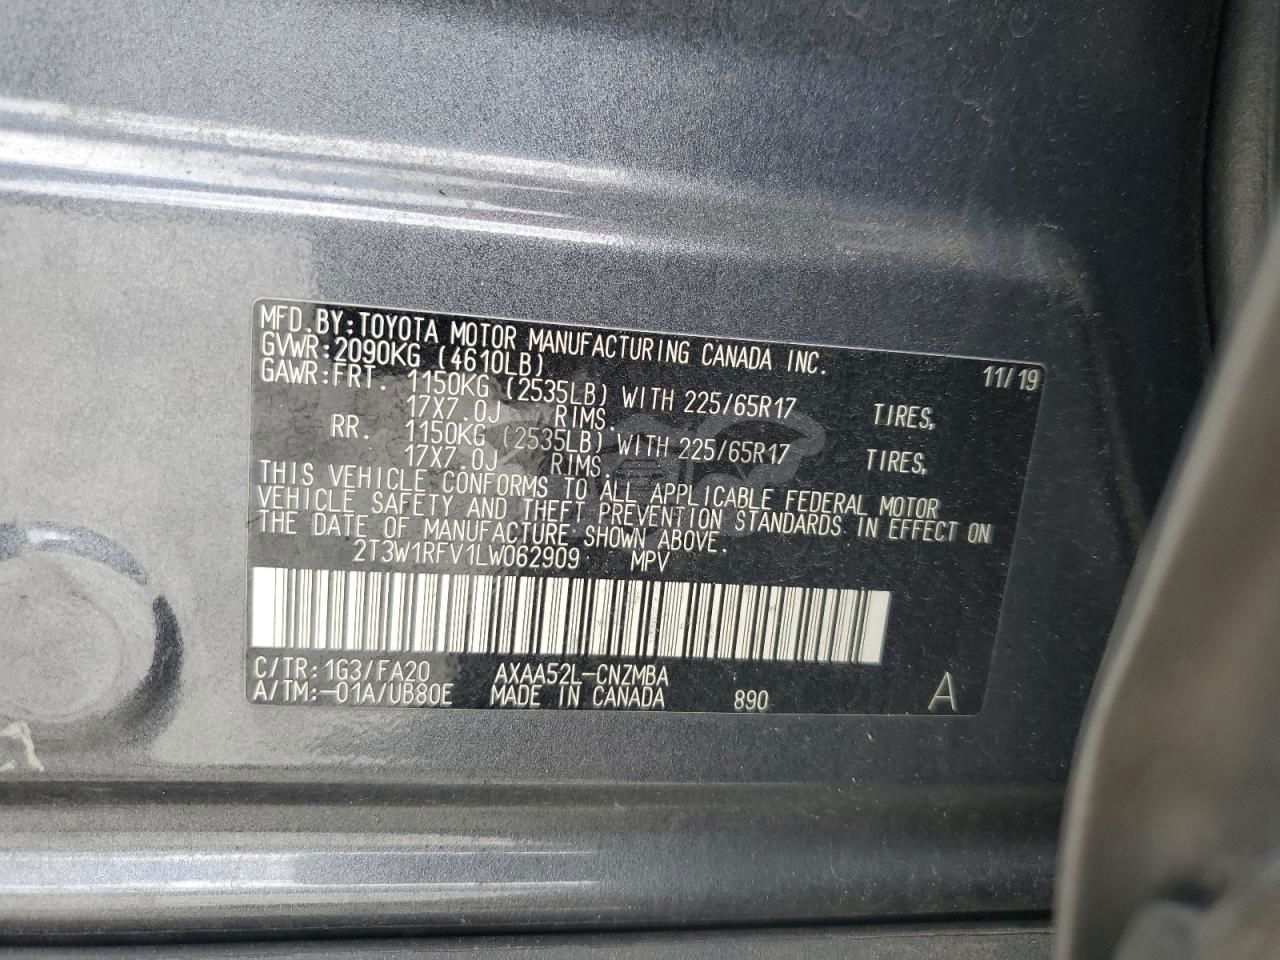 MFD.BY:TOYOTA MOTOR MANUFACTURING CANADA INC.
GVWR:2090KG (4610LB) 11/19
GAWR:FRT. 1150KG (2535LB) WITH 225/65R17 TIRES,
17X7.0J RIMS.
RR. 1150KG (2535LB) WITH 225/65R17 TIRES,
17X7.0J RIMS.
THIS VEHICLE CONFORMS TO ALL APPLICABLE FEDERAL MOTOR
VEHICLE SAFETY AND THEFT PREVENTION STANDARDS IN EFFECT ON
THE DATE OF MANUFACTURE SHOWN ABOVE.
2T3W1RFV1LW062909 MPV
C/TR:1G3/FA20 AXAA52L-CNZMBA
A/TM:-01A/UB80E MADE IN CANADA 890 A